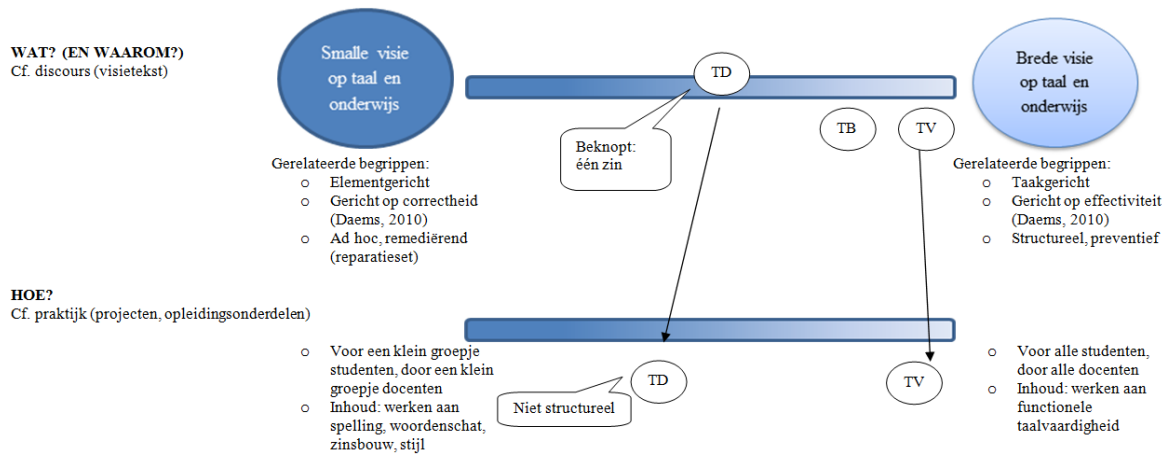 WAT? (EN WAAROM?)
Cf. discours (visietekst)
Smalle visie
op taal en
onderwijs
TD
Beknopt:
één zin
TB
TV
Brede visie
op taal en
onderwijs
Gerelateerde begrippen:
o Elementgericht
o Gericht op correctheid
(Daems, 2010)
o Ad hoc, remediërend
(reparatieset)
Gerelateerde begrippen:
o Taakgericht
o Gericht op effectiviteit
(Daems, 2010)
o Structureel, preventief
HOE?
Cf. praktijk (projecten, opleidingsonderdelen)
o Voor een klein groepje
studenten, door een klein
groepje docenten
o Inhoud: werken aan
spelling, woordenschat,
zinsbouw, stijl
TD
Niet structureel
TV
o Voor alle studenten,
door alle docenten
o Inhoud: werken aan
functionele
taalvaardigheid